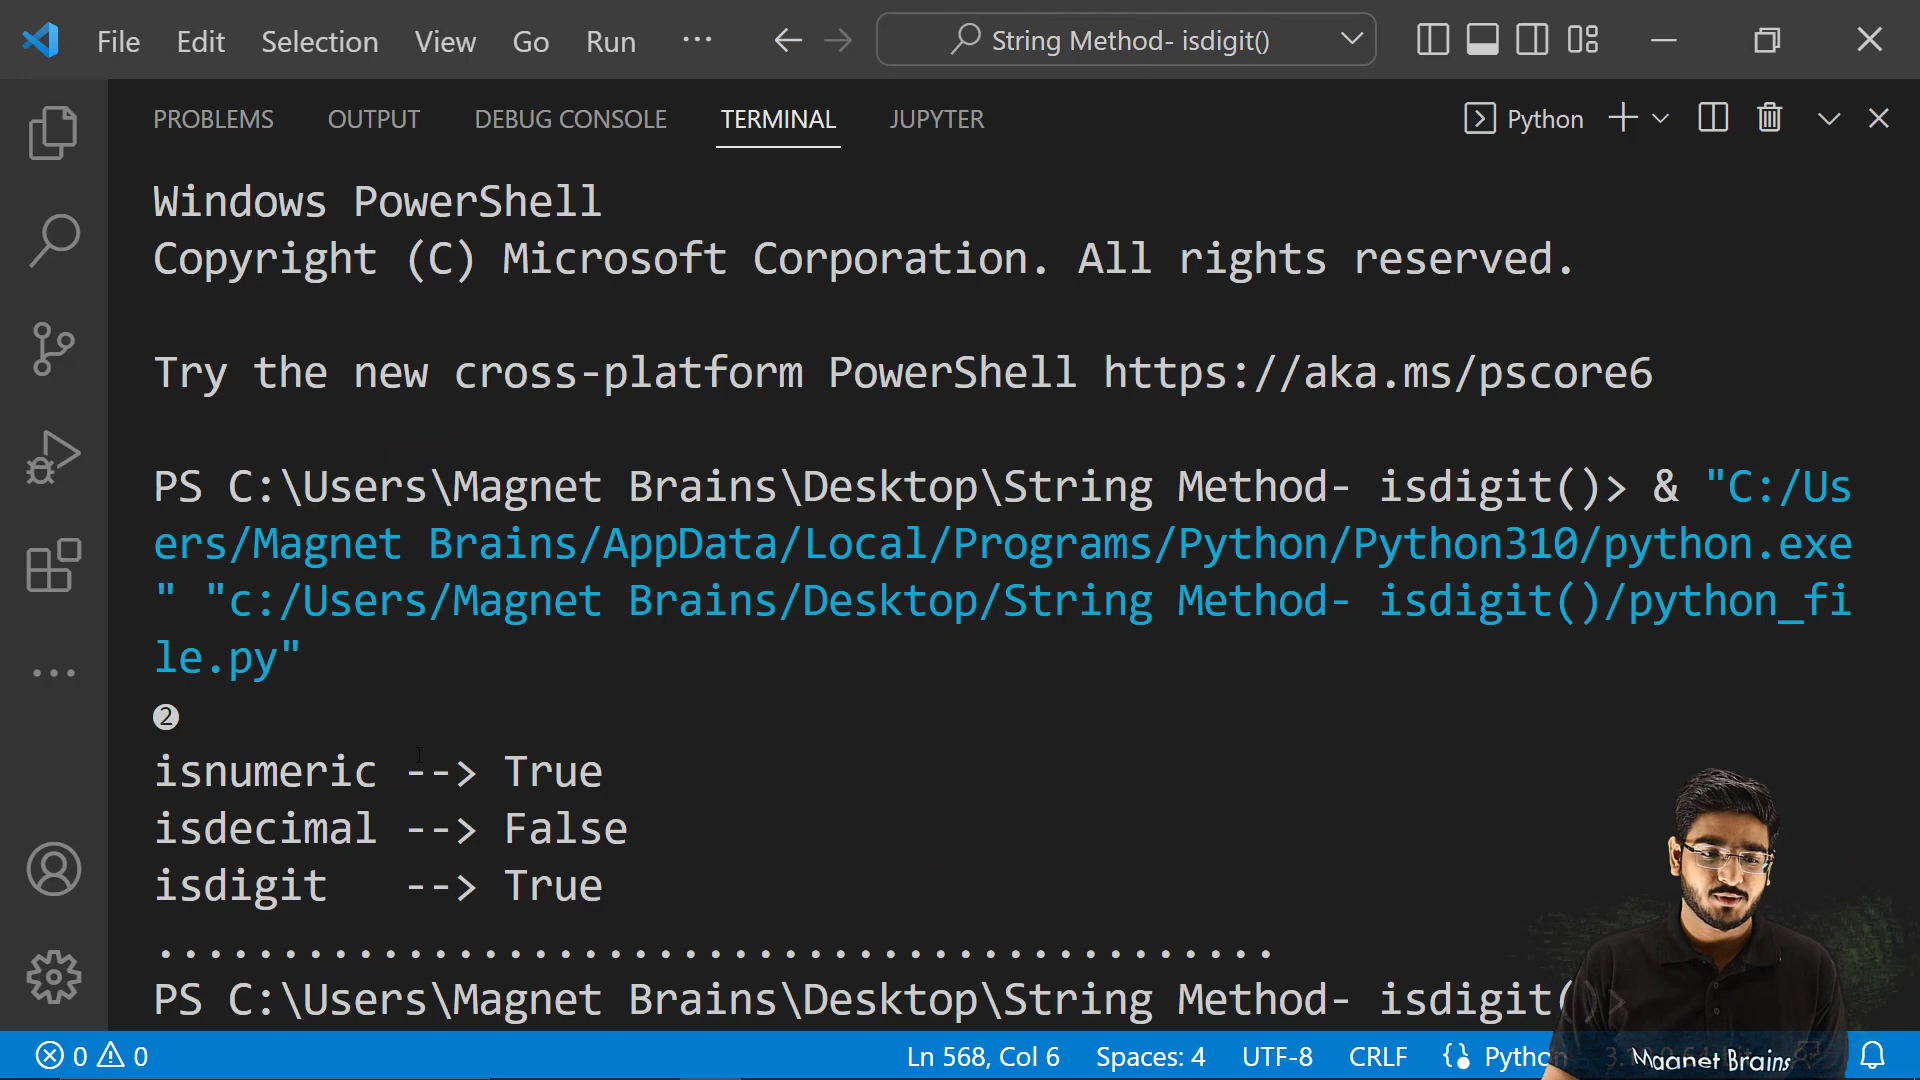 File Edit Selection View Go Run ··· String Method- isdigit()
PROBLEMS OUTPUT DEBUG CONSOLE TERMINAL JUPYTER Python
Windows PowerShell
Copyright (C) Microsoft Corporation. All rights reserved.
Try the new cross-platform PowerShell https://aka.ms/pscore6
PS C:\Users\Magnet Brains\Desktop\String Method- isdigit()> & "C:/Us
ers/Magnet Brains/AppData/Local/Programs/Python/Python310/python.exe
" "c:/Users/Magnet Brains/Desktop/String Method- isdigit()/python_fi
le.py"
❷
isnumeric --> True
isdecimal --> False
isdigit   --> True
.............................................
PS C:\Users\Magnet Brains\Desktop\String Method- isdigit()>
0 0 Ln 568, Col 6 Spaces: 4 UTF-8 CRLF Python
Magnet Brains